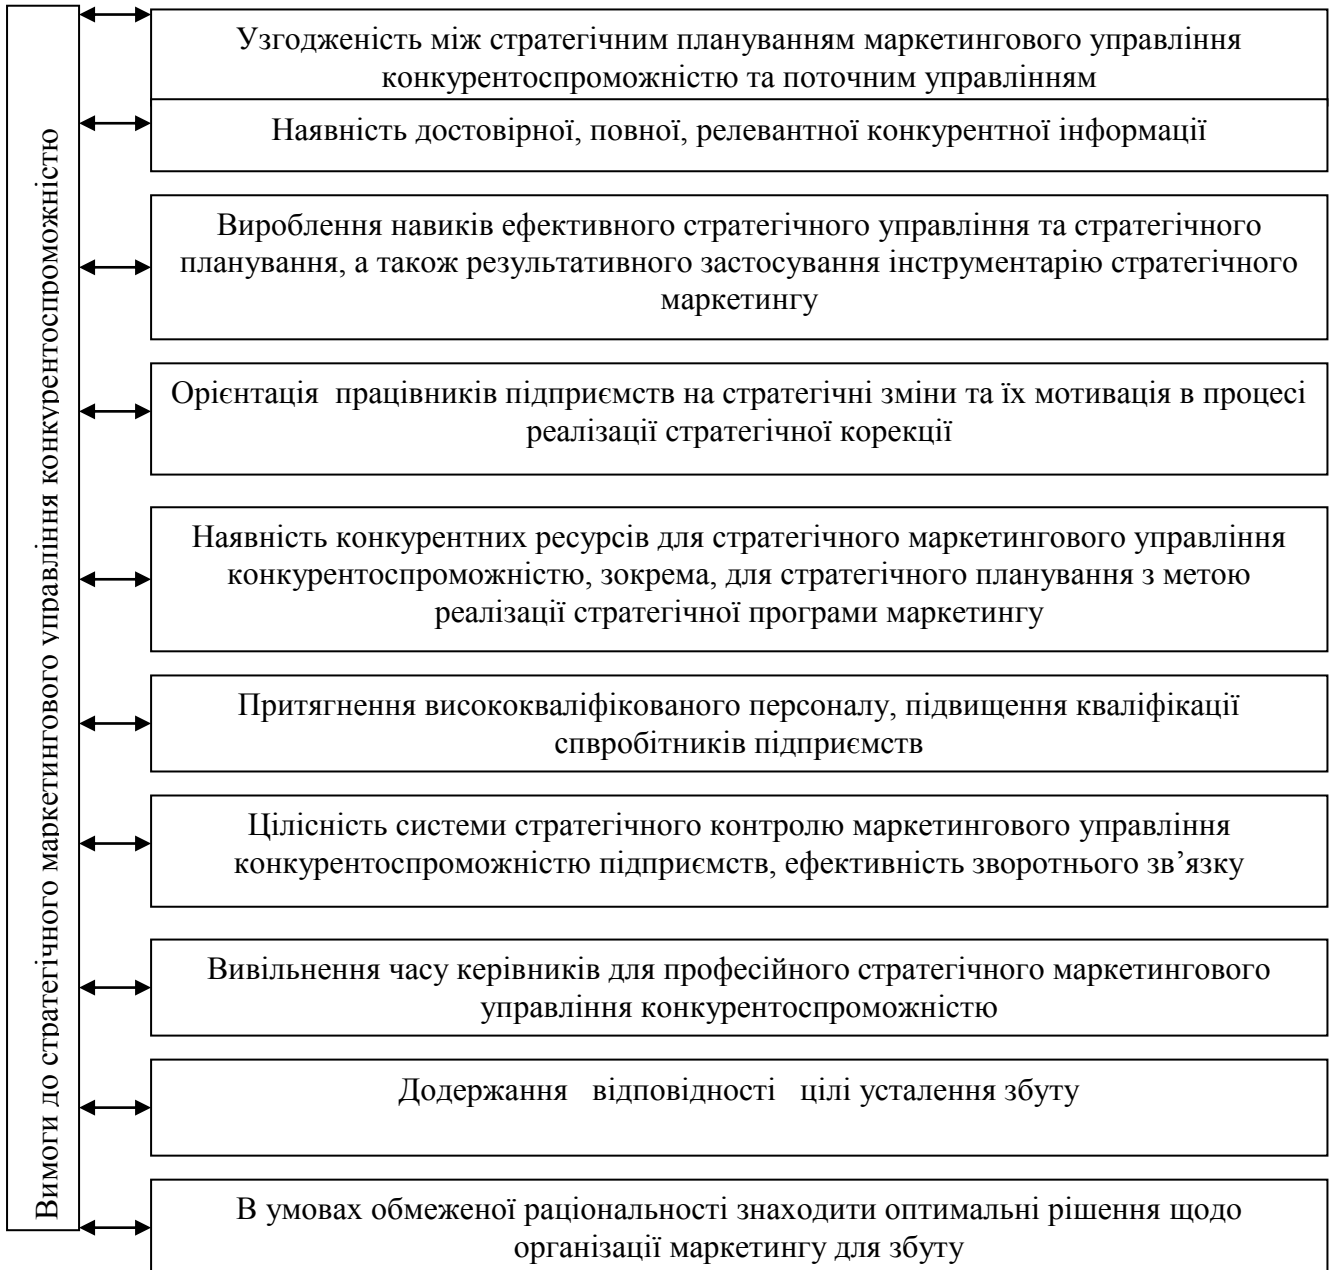 Вимоги до стратегічного маркетингового управління конкурентоспроможністю
Узгодженість між стратегічним плануванням маркетингового управління
конкурентоспроможністю та поточним управлінням
Наявність достовірної, повної, релевантної конкурентної інформації
Вироблення навиків ефективного стратегічного управління та стратегічного
планування, а також результативного застосування інструментарію стратегічного
маркетингу
Орієнтація працівників підприємств на стратегічні зміни та їх мотивація в процесі
реалізації стратегічної корекції
Наявність конкурентних ресурсів для стратегічного маркетингового управління
конкурентоспроможністю, зокрема, для стратегічного планування з метою
реалізації стратегічної програми маркетингу
Притягнення висококваліфікованого персоналу, підвищення кваліфікації
спвробітників підприємств
Цілісність системи стратегічного контролю маркетингового управління
конкурентоспроможністю підприємств, ефективність зворотнього зв’язку
Вивільнення часу керівників для професійного стратегічного маркетингового
управління конкурентоспроможністю
Додержання відповідності цілі усталення збуту
В умовах обмеженої раціональності знаходити оптимальні рішення щодо
організації маркетингу для збуту